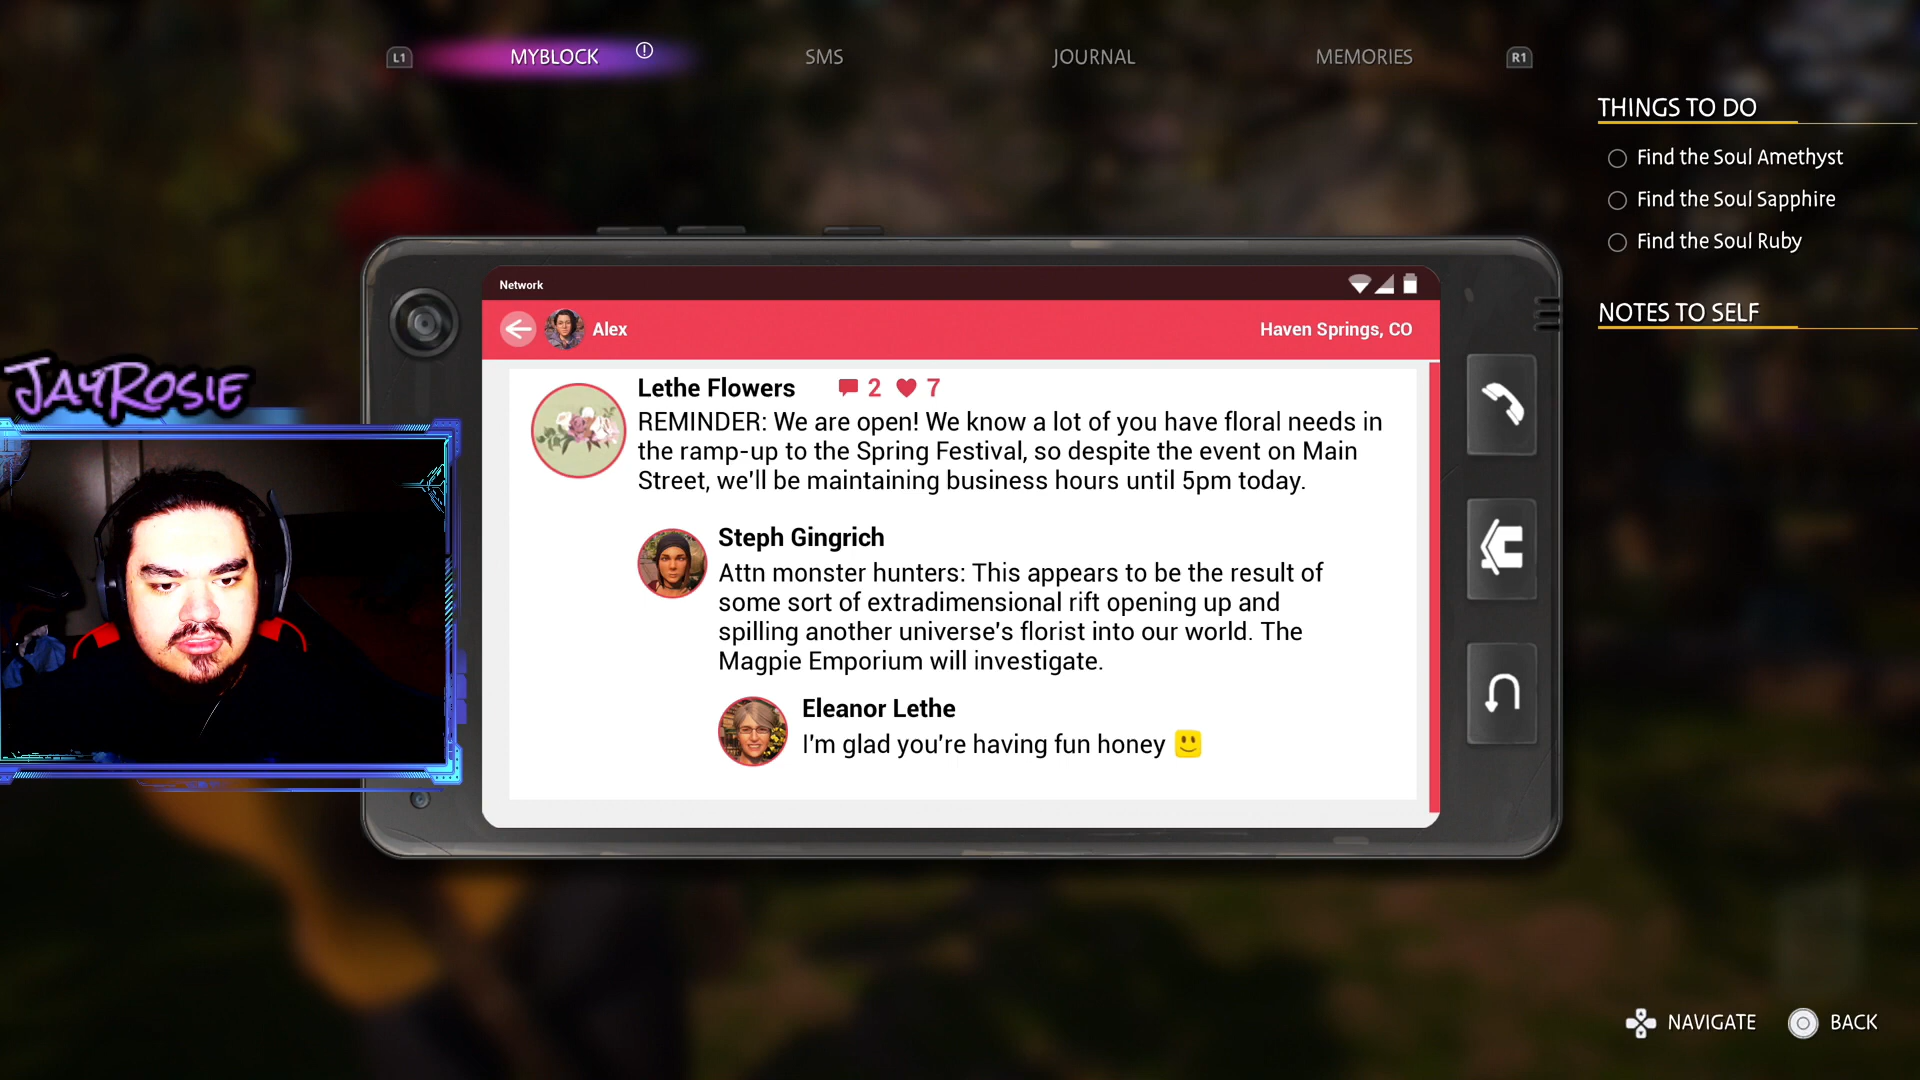 L1
MYBLOCK
SMS
JOURNAL
MEMORIES
R1
THINGS TO DO
Find the Soul Amethyst
Find the Soul Sapphire
Find the Soul Ruby
NOTES TO SELF
Network
Alex
Haven Springs, CO
Lethe Flowers 2 7
REMINDER: We are open! We know a lot of you have floral needs in
the ramp-up to the Spring Festival, so despite the event on Main
Street, we'll be maintaining business hours until 5pm today.
Steph Gingrich
Attn monster hunters: This appears to be the result of
some sort of extradimensional rift opening up and
spilling another universe's florist into our world. The
Magpie Emporium will investigate.
Eleanor Lethe
I'm glad you're having fun honey 🙂
JAYROSIE
NAVIGATE
BACK